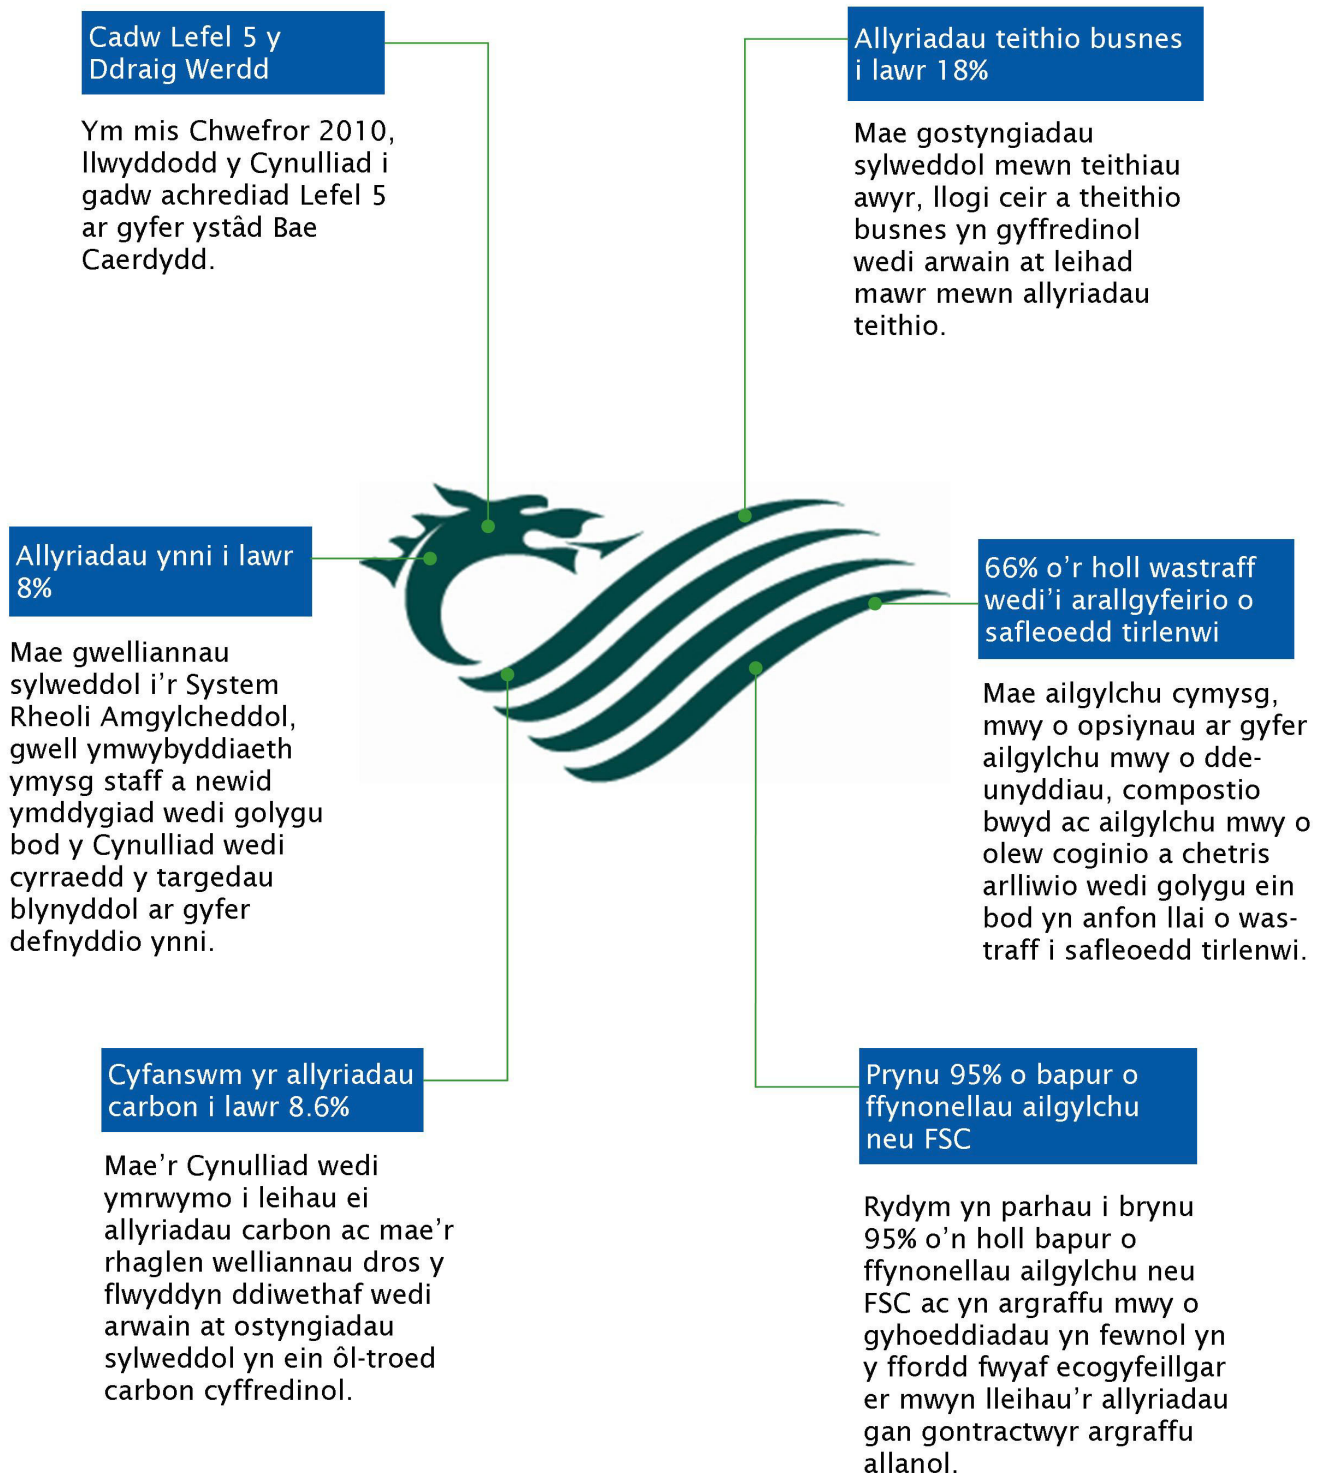 Cadw Lefel 5 y
Ddraig Werdd
Ym mis Chwefror 2010,
llwyddodd y Cynulliad i
gadw achrediad Lefel 5
ar gyfer ystâd Bae
Caerdydd.
Allyriadau teithio busnes
i lawr 18%
Mae gostyngiadau
sylweddol mewn teithiau
awyr, llogi ceir a theithio
busnes yn gyffredinol
wedi arwain at leihad
mawr mewn allyriadau
teithio.
Allyriadau ynni i lawr
8%
Mae gwelliannau
sylweddol i’r System
Rheoli Amgylcheddol,
gwell ymwybyddiaeth
ymysg staff a newid
ymddygiad wedi golygu
bod y Cynulliad wedi
cyrraedd y targedau
blynyddol ar gyfer
defnyddio ynni.
66% o’r holl wastraff
wedi’i arallgyfeirio o
safleoedd tirlenwi
Mae ailgylchu cymysg,
mwy o opsiynau ar gyfer
ailgylchu mwy o dde-
unyddiau, compostio
bwyd ac ailgylchu mwy o
olew coginio a chetris
arlliwio wedi golygu ein
bod yn anfon llai o was-
traff i safleoedd tirlenwi.
Cyfanswm yr allyriadau
carbon i lawr 8.6%
Mae’r Cynulliad wedi
ymrwymo i leihau ei
allyriadau carbon ac mae’r
rhaglen welliannau dros y
flwyddyn ddiwethaf wedi
arwain at ostyngiadau
sylweddol yn ein ôl-troed
carbon cyffredinol.
Prynu 95% o bapur o
ffynonellau ailgylchu
neu FSC
Rydym yn parhau i brynu
95% o’n holl bapur o
ffynonellau ailgylchu neu
FSC ac yn argraffu mwy o
gyhoeddiadau yn fewnol yn
y ffordd fwyaf ecogyfeillgar
er mwyn lleihau’r allyriadau
gan gontractwyr argraffu
allanol.